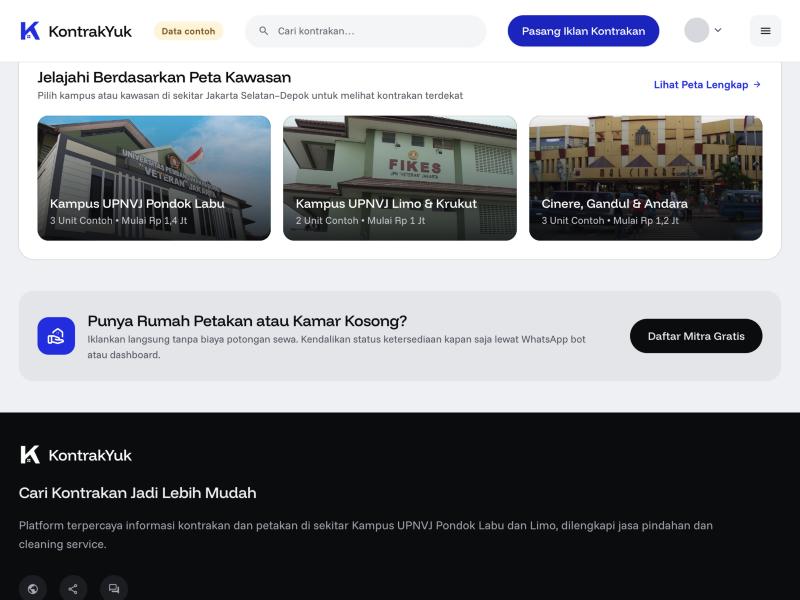 KontrakYuk
Data contoh
Cari kontrakan...
Pasang Iklan Kontrakan
Jelajahi Berdasarkan Peta Kawasan
Pilih kampus atau kawasan di sekitar Jakarta Selatan–Depok untuk melihat kontrakan terdekat
Lihat Peta Lengkap →
"VETERAN" JAKARTA
Kampus UPNVJ Pondok Labu
3 Unit Contoh • Mulai Rp 1,4 Jt
FIKES
UPN "VETERAN" JAKARTA
Kampus UPNVJ Limo & Krukut
2 Unit Contoh • Mulai Rp 1 Jt
Cinere, Gandul & Andara
3 Unit Contoh • Mulai Rp 1,2 Jt
Punya Rumah Petakan atau Kamar Kosong?
Iklankan langsung tanpa biaya potongan sewa. Kendalikan status ketersediaan kapan saja lewat WhatsApp bot
atau dashboard.
Daftar Mitra Gratis
KontrakYuk
Cari Kontrakan Jadi Lebih Mudah
Platform terpercaya informasi kontrakan dan petakan di sekitar Kampus UPNVJ Pondok Labu dan Limo, dilengkapi jasa pindahan dan
cleaning service.